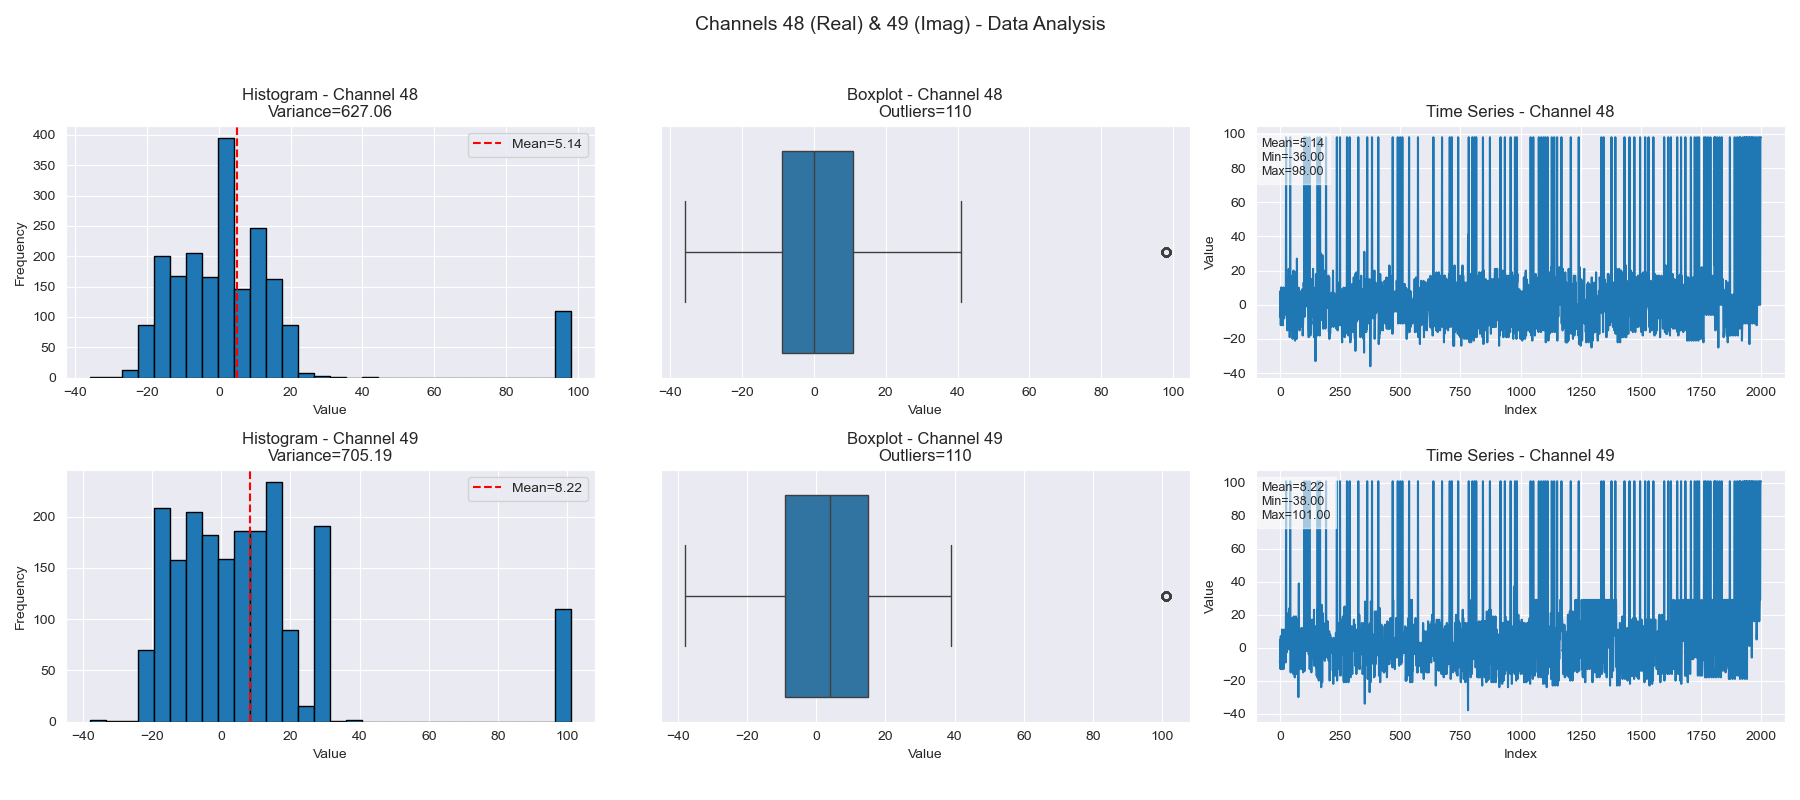 Channels 48 (Real) & 49 (Imag) - Data Analysis
Histogram - Channel 48
Variance=627.06
Mean=5.14
Frequency
400
350
300
250
200
150
100
50
0
−40 −20 0 20 40 60 80 100
Value
Boxplot - Channel 48
Outliers=110
−40 −20 0 20 40 60 80 100
Value
Time Series - Channel 48
Mean=5.14
Min=-36.00
Max=98.00
Value
100
80
60
40
20
0
−20
−40
0 250 500 750 1000 1250 1500 1750 2000
Index
Histogram - Channel 49
Variance=705.19
Mean=8.22
Frequency
200
150
100
50
0
−40 −20 0 20 40 60 80 100
Value
Boxplot - Channel 49
Outliers=110
−40 −20 0 20 40 60 80 100
Value
Time Series - Channel 49
Mean=8.22
Min=-38.00
Max=101.00
Value
100
80
60
40
20
0
−20
−40
0 250 500 750 1000 1250 1500 1750 2000
Index